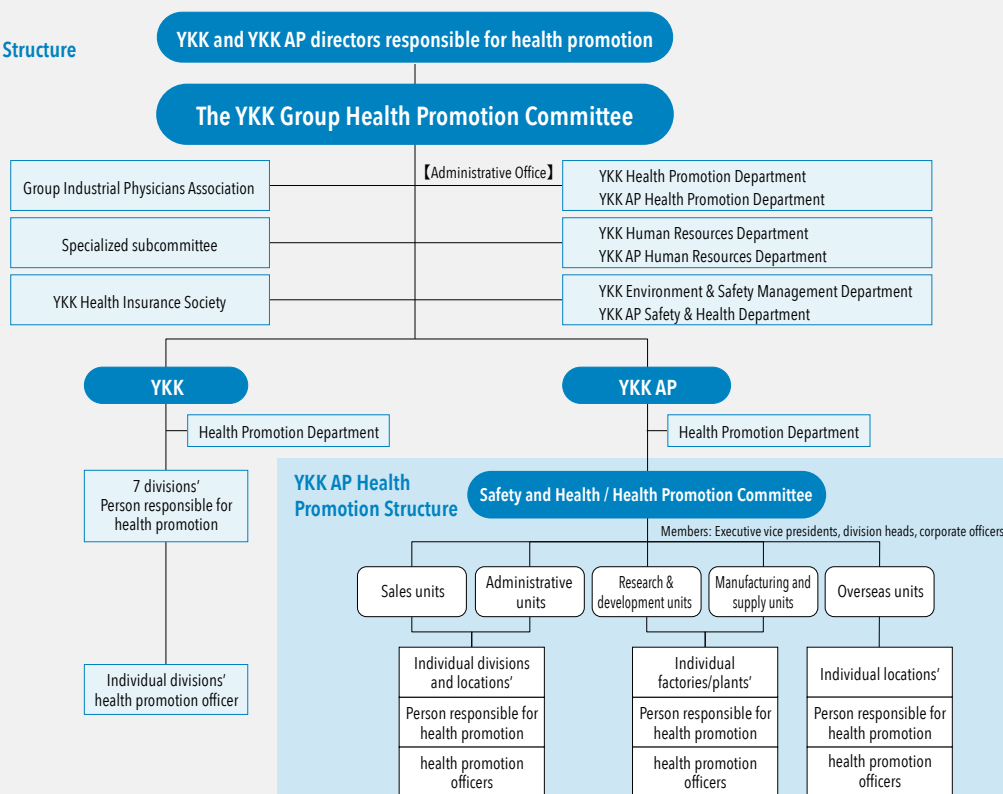 Structure
YKK and YKK AP directors responsible for health promotion
The YKK Group Health Promotion Committee
【Administrative Office】
Group Industrial Physicians Association
YKK Health Promotion Department
YKK AP Health Promotion Department
Specialized subcommittee
YKK Human Resources Department
YKK AP Human Resources Department
YKK Health Insurance Society
YKK Environment & Safety Management Department
YKK AP Safety & Health Department
YKK
Health Promotion Department
7 divisions’
Person responsible for
health promotion
Individual divisions’
health promotion officer
YKK AP
Health Promotion Department
YKK AP Health
Promotion Structure
Safety and Health / Health Promotion Committee
Members: Executive vice presidents, division heads, corporate officers
Sales units
Administrative
units
Research &
development units
Manufacturing and
supply units
Overseas units
Individual divisions
and locations’
Person responsible for
health promotion
health promotion
officers
Individual
factories/plants’
Person responsible for
health promotion
health promotion
officers
Individual locations’
Person responsible for
health promotion
health promotion
officers